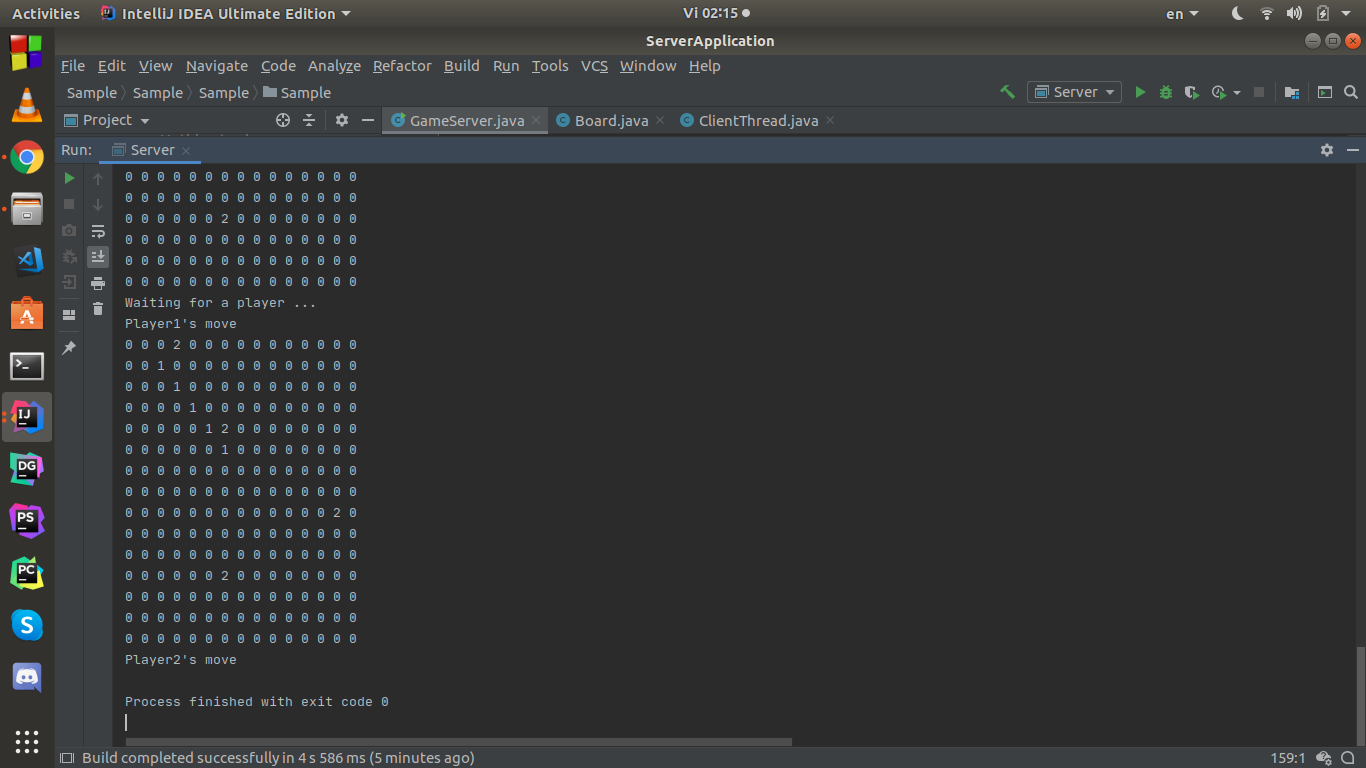 Activities IntelliJ IDEA Ultimate Edition Vi 02:15 en
ServerApplication
File Edit View Navigate Code Analyze Refactor Build Run Tools VCS Window Help
Sample Sample Sample Sample Server
Project GameServer.java Board.java ClientThread.java
Run: Server
0 0 0 0 0 0 0 0 0 0 0 0 0 0 0
0 0 0 0 0 0 0 0 0 0 0 0 0 0 0
0 0 0 0 0 0 2 0 0 0 0 0 0 0 0
0 0 0 0 0 0 0 0 0 0 0 0 0 0 0
0 0 0 0 0 0 0 0 0 0 0 0 0 0 0
0 0 0 0 0 0 0 0 0 0 0 0 0 0 0
Waiting for a player ...
Player1's move
0 0 0 2 0 0 0 0 0 0 0 0 0 0 0
0 0 1 0 0 0 0 0 0 0 0 0 0 0 0
0 0 0 1 0 0 0 0 0 0 0 0 0 0 0
0 0 0 0 1 0 0 0 0 0 0 0 0 0 0
0 0 0 0 0 1 2 0 0 0 0 0 0 0 0
0 0 0 0 0 0 1 0 0 0 0 0 0 0 0
0 0 0 0 0 0 0 0 0 0 0 0 0 0 0
0 0 0 0 0 0 0 0 0 0 0 0 0 0 0
0 0 0 0 0 0 0 0 0 0 0 0 0 2 0
0 0 0 0 0 0 0 0 0 0 0 0 0 0 0
0 0 0 0 0 0 0 0 0 0 0 0 0 0 0
0 0 0 0 0 0 2 0 0 0 0 0 0 0 0
0 0 0 0 0 0 0 0 0 0 0 0 0 0 0
0 0 0 0 0 0 0 0 0 0 0 0 0 0 0
0 0 0 0 0 0 0 0 0 0 0 0 0 0 0
Player2's move
Process finished with exit code 0
IJ
DG
PS
PC
Build completed successfully in 4 s 586 ms (5 minutes ago) 159:1